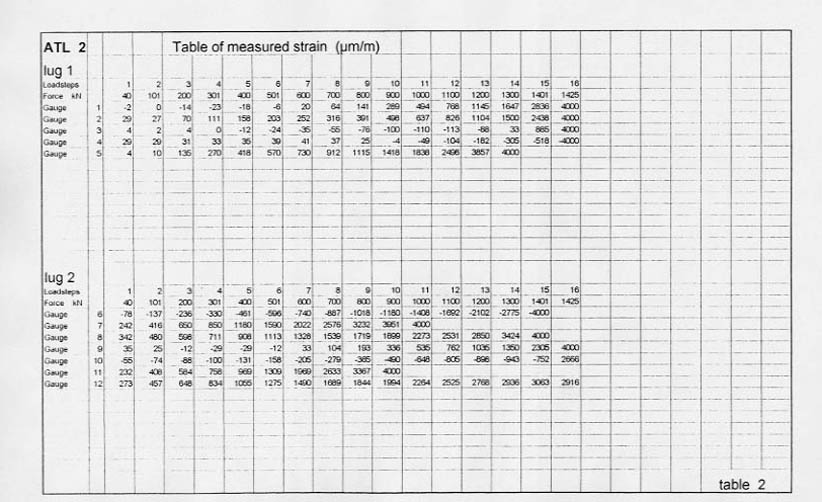 ATL 2 Table of measured strain (µm/m)
lug 1
Loadsteps 1 2 3 4 5 6 7 8 9 10 11 12 13 14 15 16
Force kN 40 101 200 301 400 501 600 700 800 900 1000 1100 1200 1300 1401 1425
Gauge 1 -2 0 -14 -23 -18 -6 20 64 141 289 494 768 1145 1647 2836 4000
Gauge 2 29 27 70 111 158 203 252 316 391 498 637 826 1104 1500 2438 4000
Gauge 3 4 2 4 0 -12 -24 -35 -55 -76 -100 -110 -113 -88 33 865 4000
Gauge 4 29 29 31 33 35 39 41 37 25 -4 -49 -104 -182 -305 -518 -4000
Gauge 5 4 10 135 270 418 570 730 912 1115 1418 1838 2496 3857 4000
lug 2
Loadsteps 1 2 3 4 5 6 7 8 9 10 11 12 13 14 15 16
Force kN 40 101 200 301 400 501 600 700 800 900 1000 1100 1200 1300 1401 1425
Gauge 6 -78 -137 -236 -330 -461 -596 -740 -887 -1018 -1180 -1408 -1692 -2102 -2775 -4000
Gauge 7 242 416 650 850 1180 1590 2022 2576 3232 3951 4000
Gauge 8 342 480 598 711 908 1113 1328 1539 1719 1899 2273 2531 2850 3424 4000
Gauge 9 35 25 -12 -29 -29 -12 33 104 193 336 535 762 1035 1350 2305 4000
Gauge 10 -55 -74 -88 -100 -131 -158 -205 -279 -365 -490 -648 -805 -896 -943 -752 2666
Gauge 11 232 408 584 758 969 1309 1969 2633 3367 4000
Gauge 12 273 457 648 834 1055 1275 1490 1689 1844 1994 2264 2525 2768 2936 3063 2916
table 2